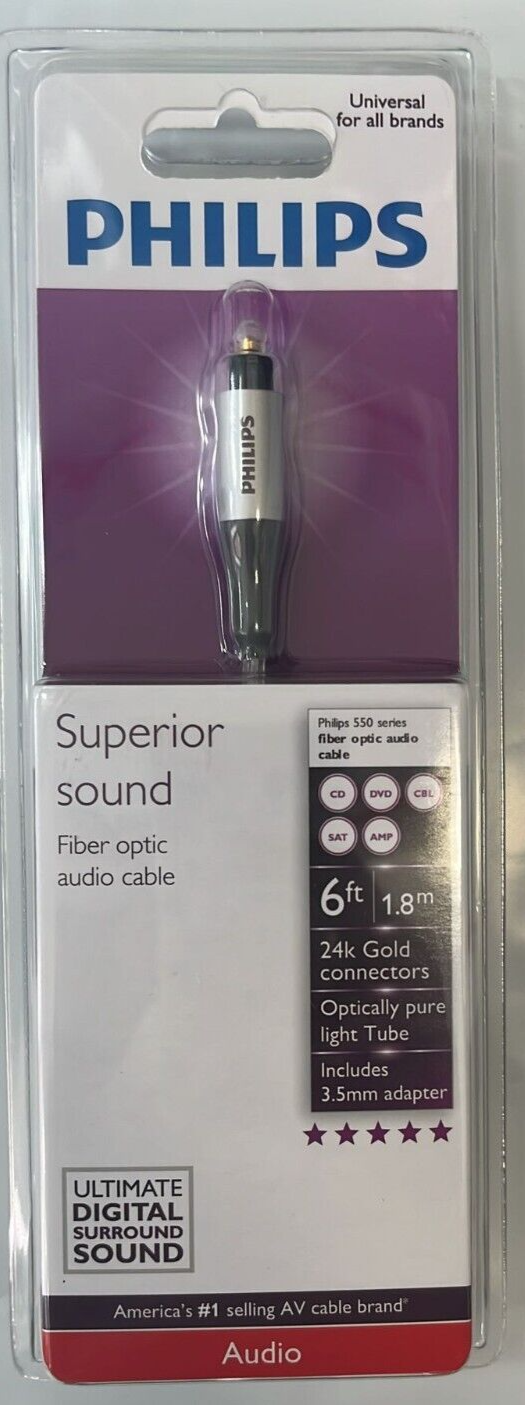 Universal
for all brands
PHILIPS
PHILIPS
Superior
sound
Fiber optic
audio cable
Philips 550 series
fiber optic audio
cable
CD DVD CBL
SAT AMP
6ft 1.8m
24k Gold
connectors
Optically pure
light Tube
Includes
3.5mm adapter
ULTIMATE
DIGITAL
SURROUND
SOUND
America's #1 selling AV cable brand*
Audio